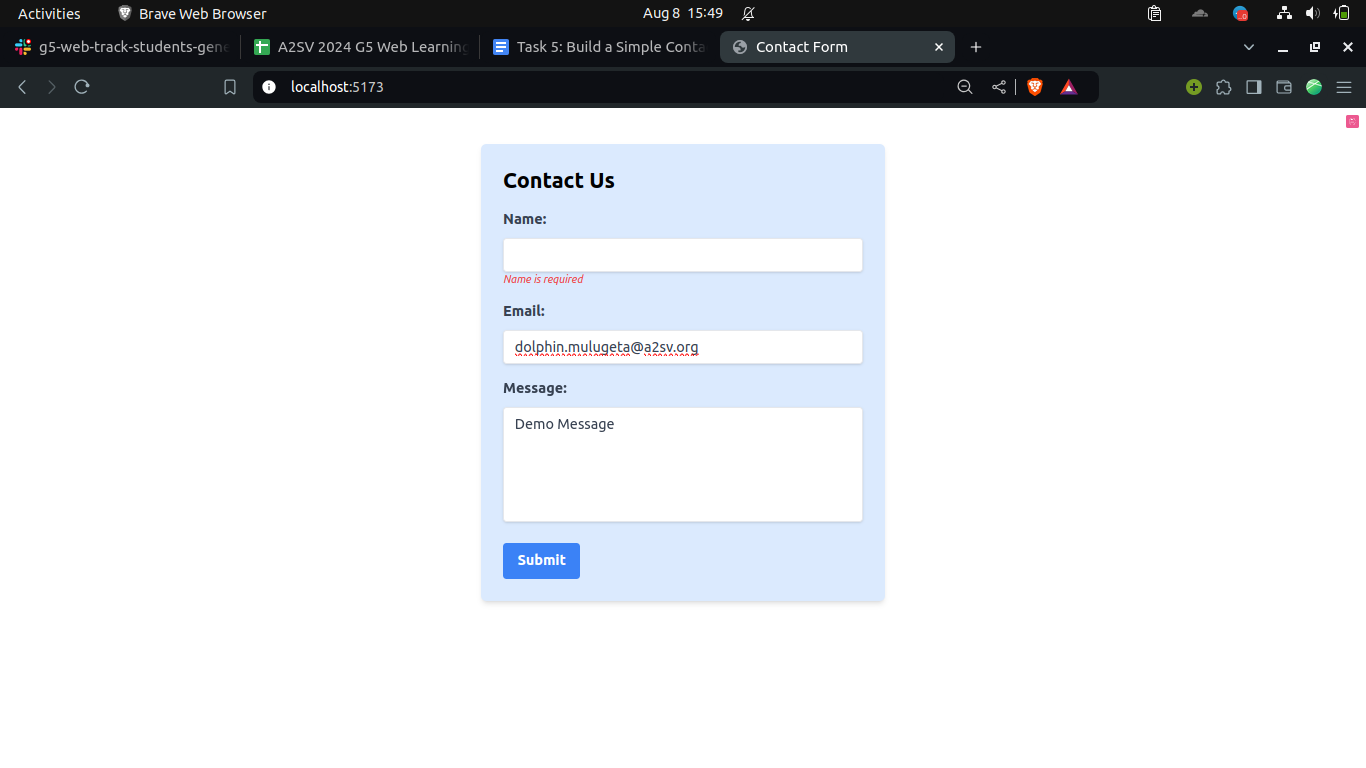 Activities Brave Web Browser Aug 8 15:49
g5-web-track-students-gene A2SV 2024 G5 Web Learning Task 5: Build a Simple Conta Contact Form
localhost:5173
Contact Us
Name:
Name is required
Email:
dolphin.mulugeta@a2sv.org
Message:
Demo Message
Submit